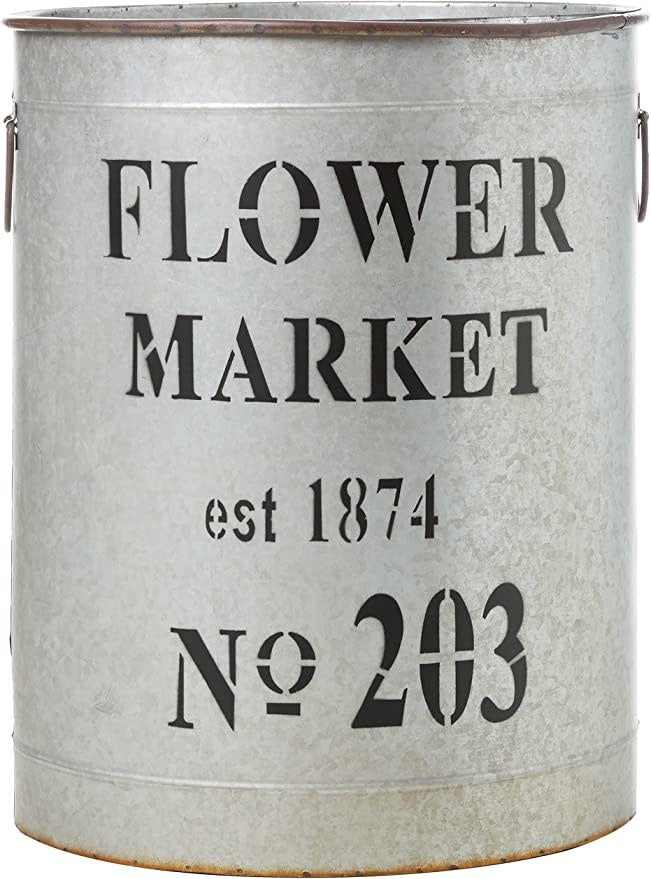 FLOWER
MARKET
est 1874
Nº 203